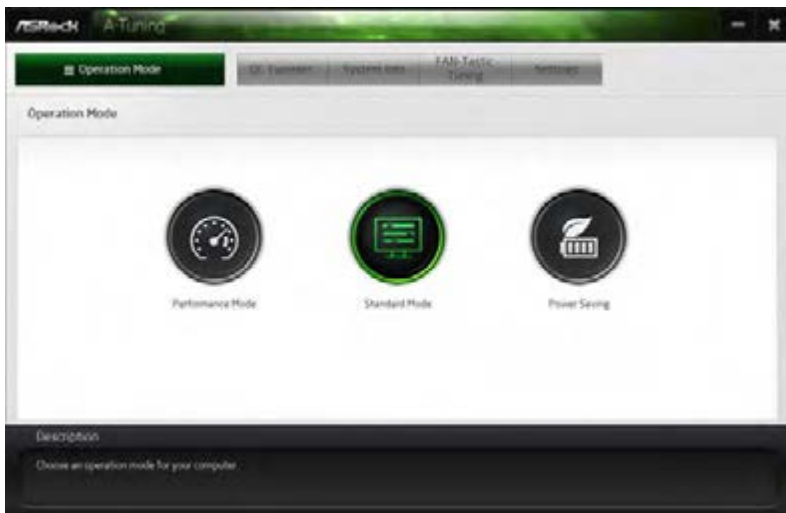 ASRock A-Tuning
Operation Mode
OC Tweaker
System Info
FAN-Tastic
Tuning
Settings
Operation Mode
Performance Mode
Standard Mode
Power Saving
Description
Choose an operation mode for your computer